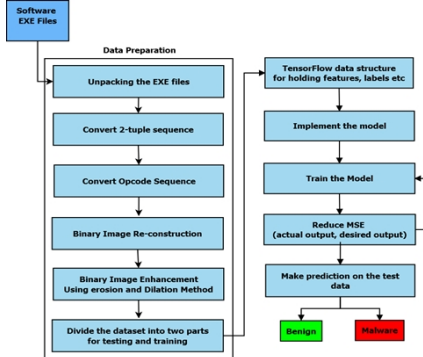 Software
EXE Files
Data Preparation
Unpacking the EXE files
Convert 2-tuple sequence
Convert Opcode Sequence
Binary Image Re-construction
Binary Image Enhancement
Using erosion and Dilation Method
Divide the dataset into two parts
for testing and training
TensorFlow data structure
for holding features, labels etc
Implement the model
Train the Model
Reduce MSE
(actual output, desired output)
Make prediction on the test
data
Benign
Malware